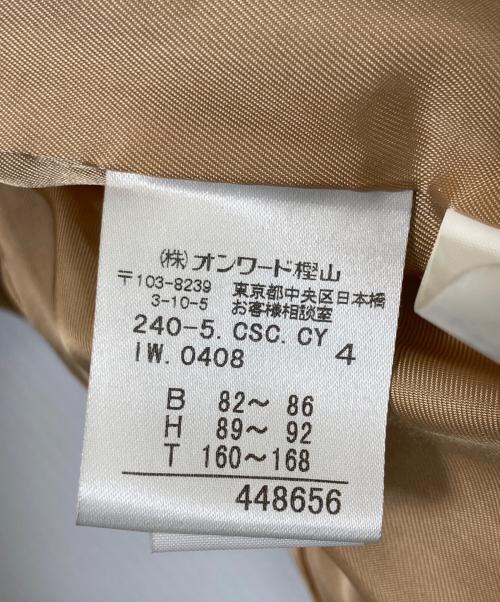 (株)オンワード樫山
〒103-8239 東京都中央区日本橋
3-10-5 お客様相談室
240-5. CSC. CY 4
IW. 0408
B 82～ 86
H 89～ 92
T 160～168
448656